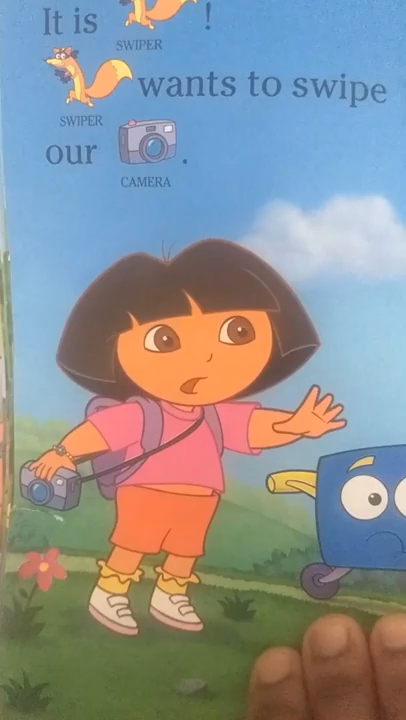 It is !
SWIPER
wants to swipe
SWIPER
our .
CAMERA